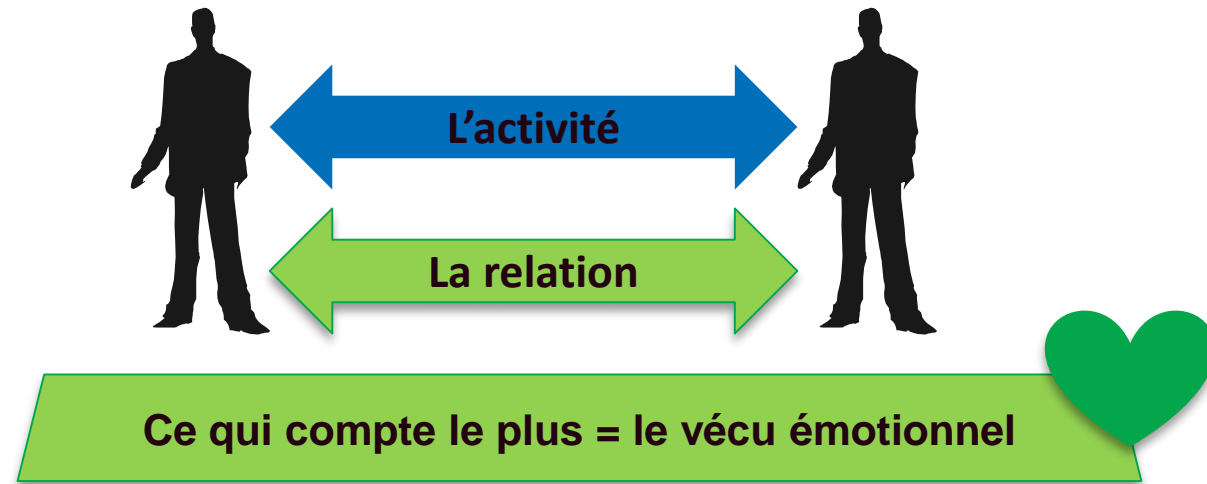 L’activité
La relation
Ce qui compte le plus = le vécu émotionnel